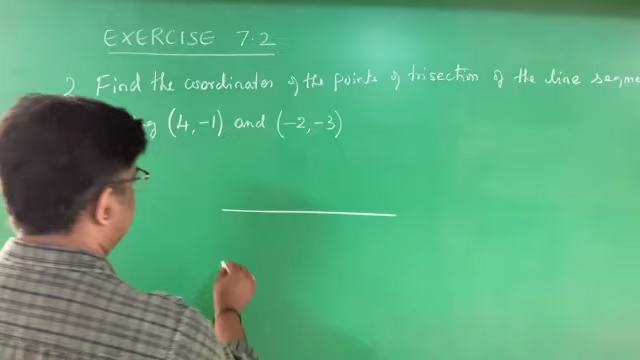 EXERCISE 7.2
2 Find the coordinates of the points of trisection of the line segme
(4,-1) and (-2,-3)